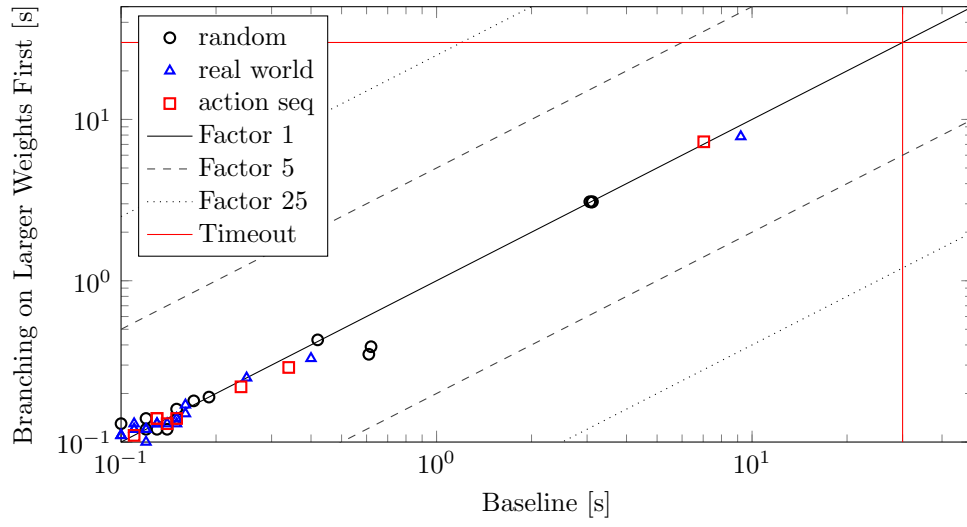 Branching on Larger Weights First [s]
random
real world
action seq
Factor 1
Factor 5
Factor 25
Timeout
10^1
10^0
10^−1
10^−1
10^0
10^1
Baseline [s]